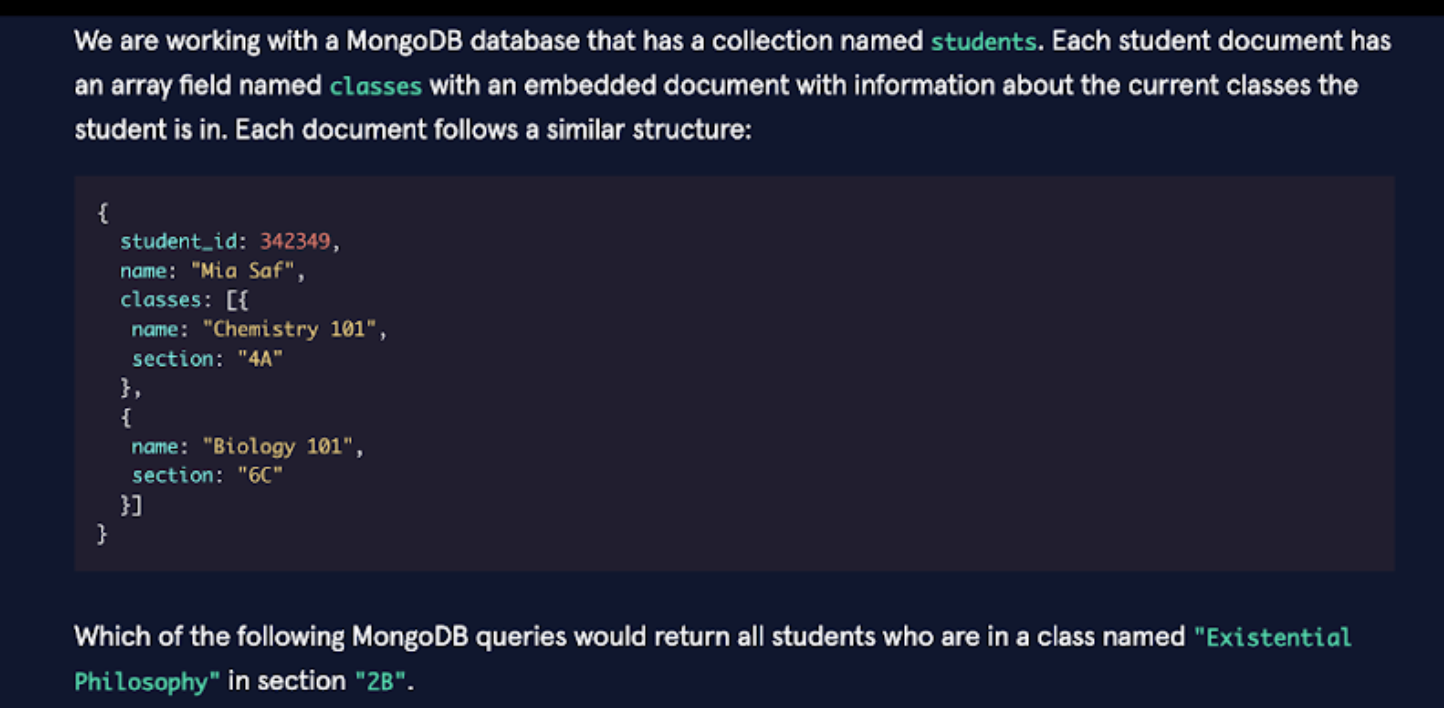 We are working with a MongoDB database that has a collection named students. Each student document has
an array field named classes with an embedded document with information about the current classes the
student is in. Each document follows a similar structure:
{
student_id: 342349,
name: "Mia Saf",
classes: [{
name: "Chemistry 101",
section: "4A"
},
{
name: "Biology 101",
section: "6C"
}]
}
Which of the following MongoDB queries would return all students who are in a class named "Existential
Philosophy" in section "2B".